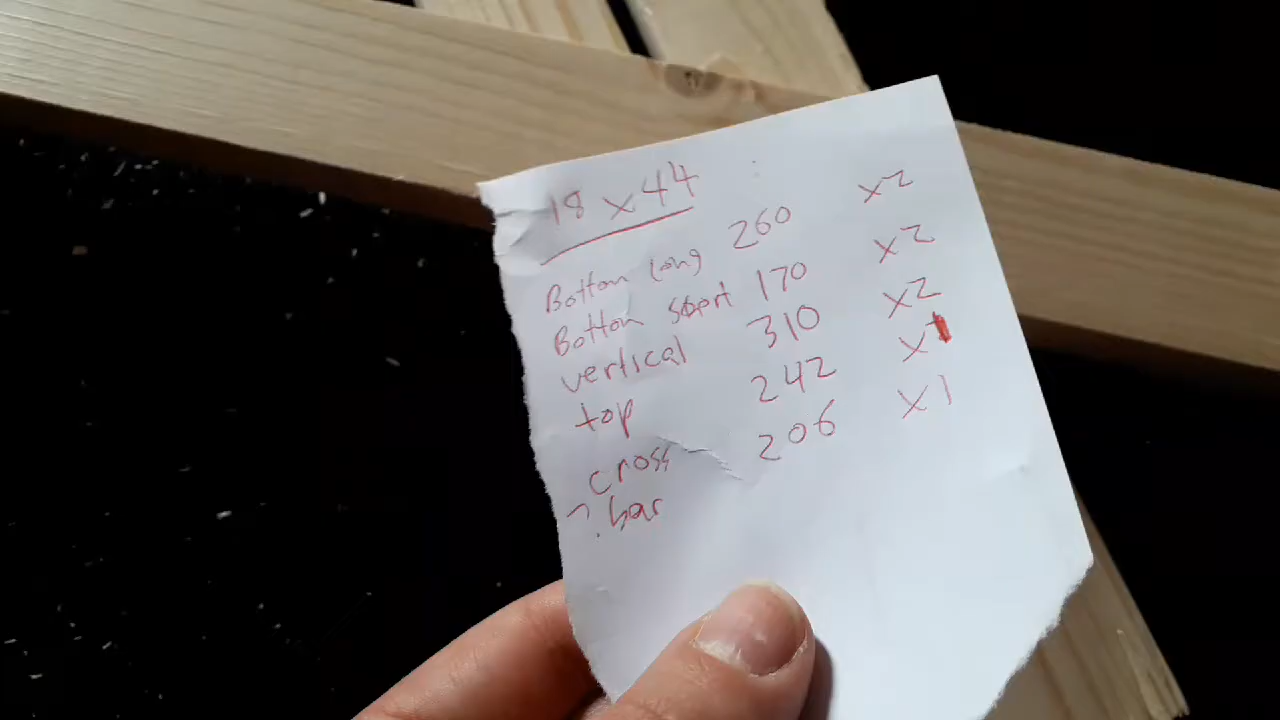 18 x 44
Bottom long 260 x2
Bottom short 170 x2
vertical 310 x2
top 242 x1
cross 206 x1
? bar